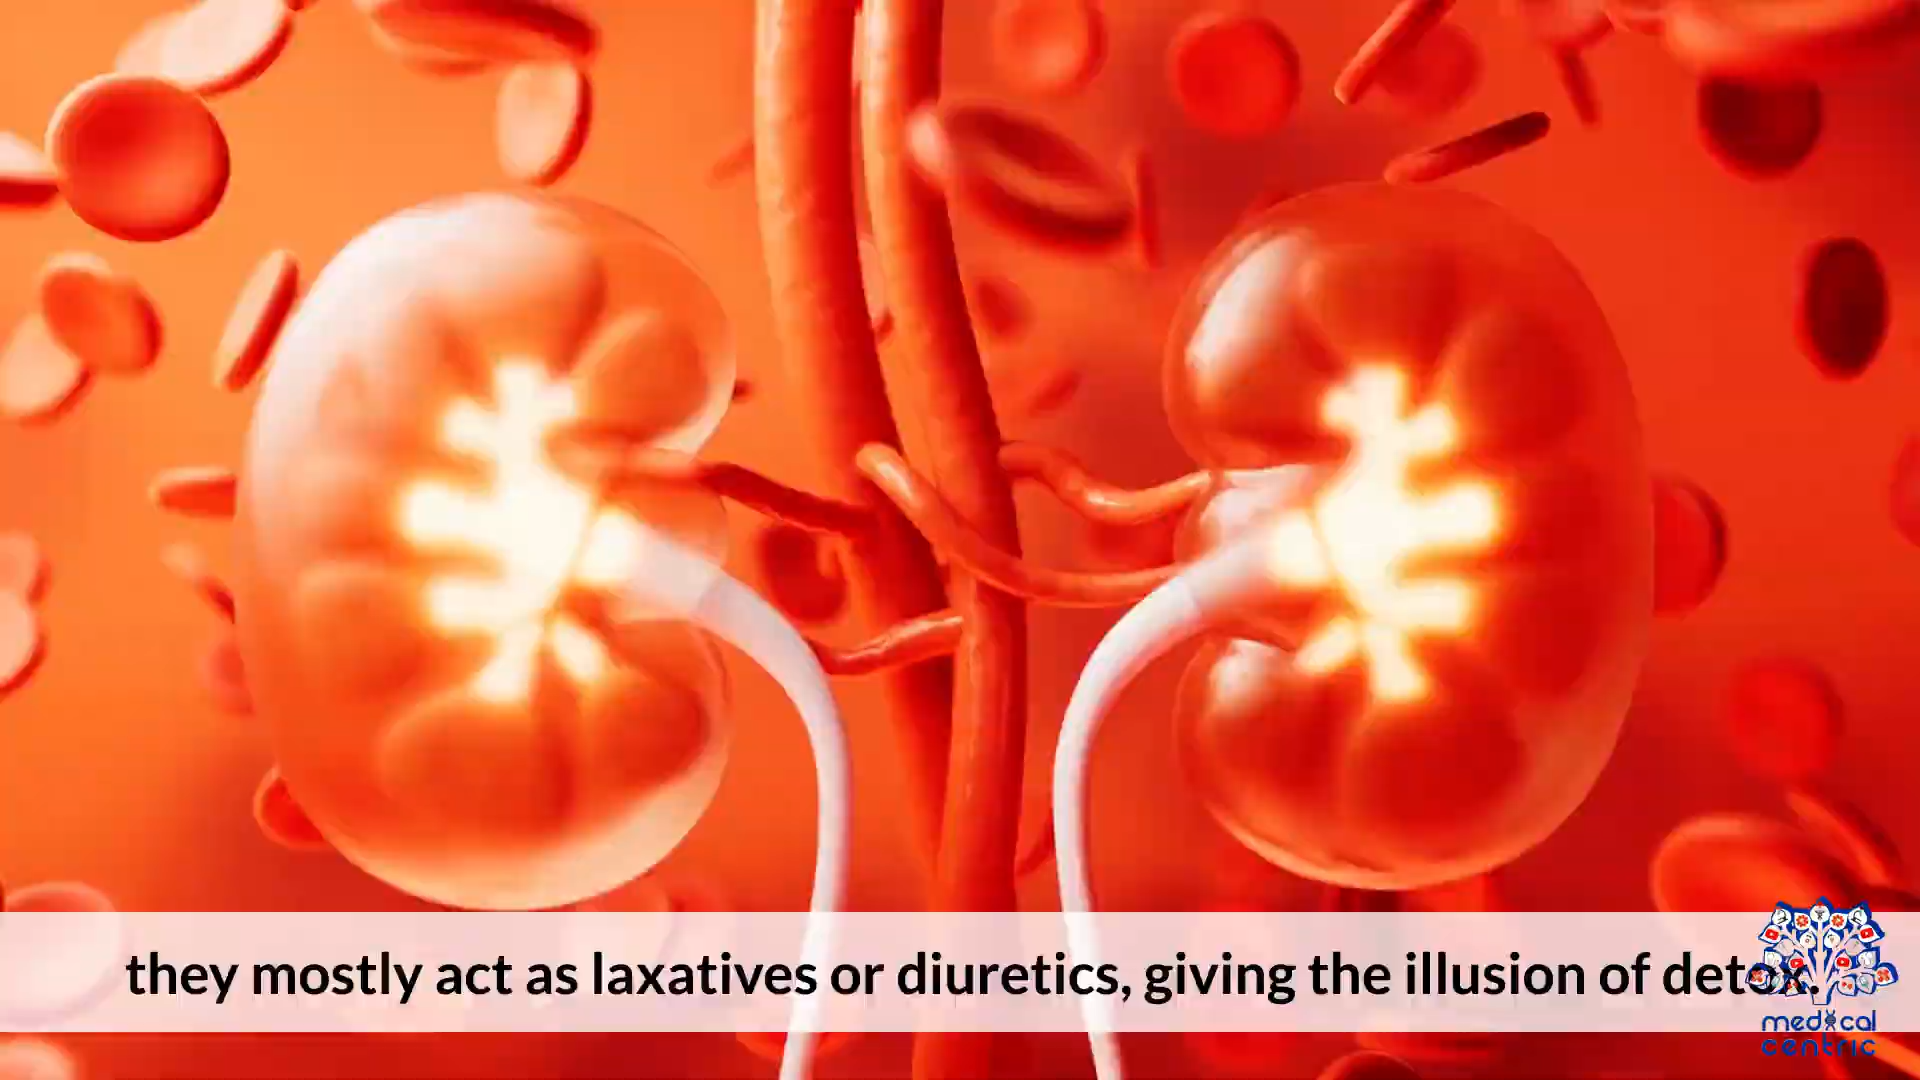 they mostly act as laxatives or diuretics, giving the illusion of detox.
medical
centric